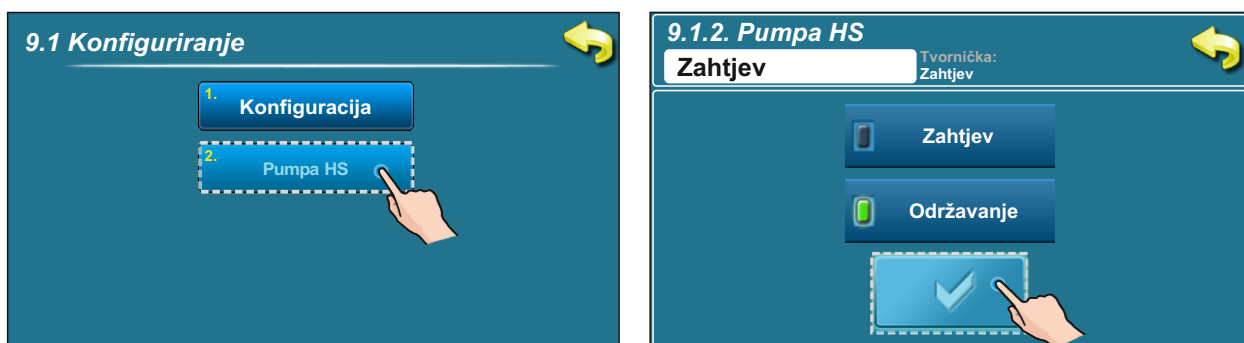 9.1 Konfiguriranje
1. Konfiguracija
2. Pumpa HS
9.1.2. Pumpa HS
Zahtjev
Tvornička:
Zahtjev
Zahtjev
Održavanje